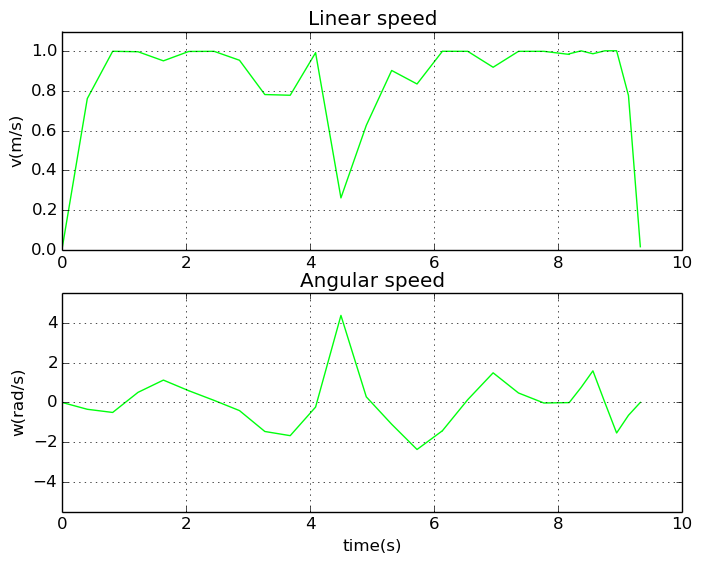 Linear speed
v(m/s)
1.0
0.8
0.6
0.4
0.2
0.0
0 2 4 6 8 10
Angular speed
w(rad/s)
4
2
0
−2
−4
0 2 4 6 8 10
time(s)